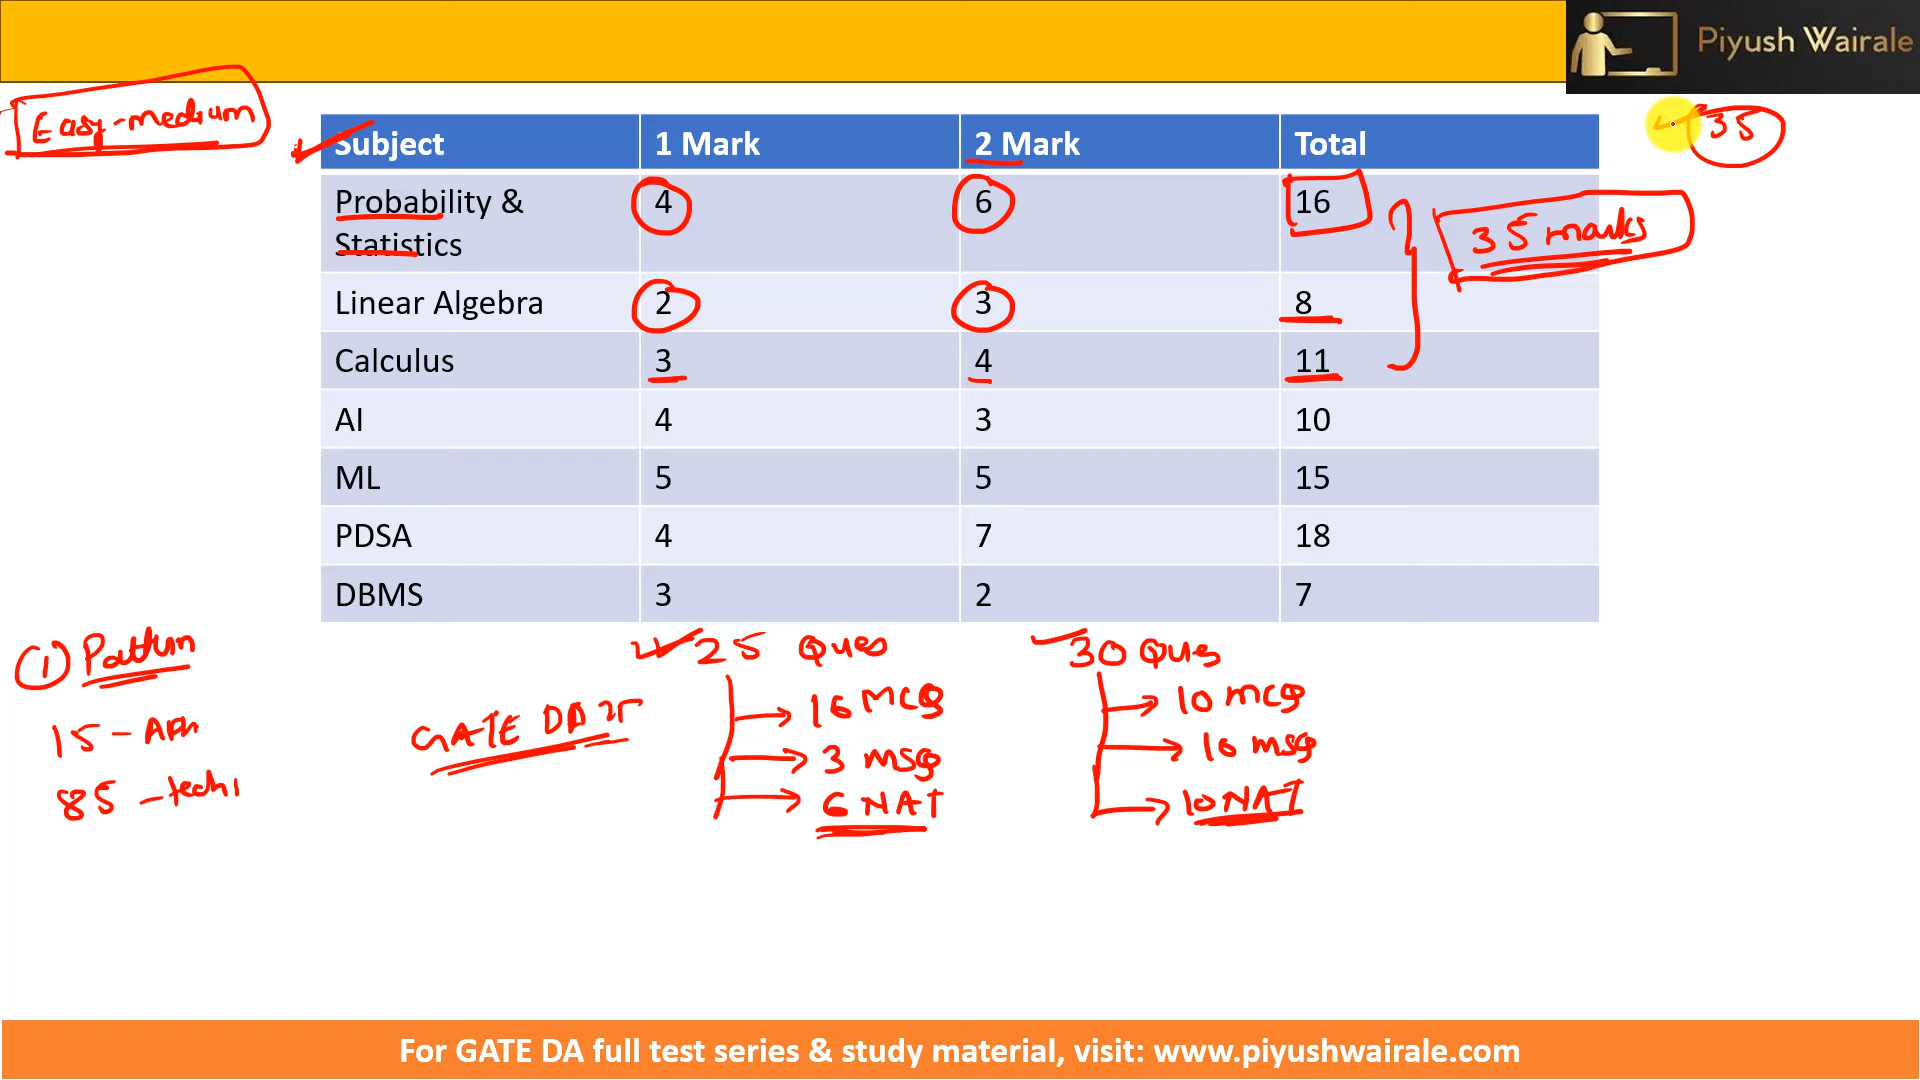 Piyush Wairale
Easy-medium
35
Subject 1 Mark 2 Mark Total
Probability & Statistics 4 6 16
35 marks
Linear Algebra 2 3 8
Calculus 3 4 11
AI 4 3 10
ML 5 5 15
PDSA 4 7 18
DBMS 3 2 7
① Pattern
25 Ques
30 Ques
15 - Apti
85 - tech
GATE DA 25
16 MCQ
3 MSQ
6 NAT
10 MCQ
10 MSQ
10 NAT
For GATE DA full test series & study material, visit: www.piyushwairale.com